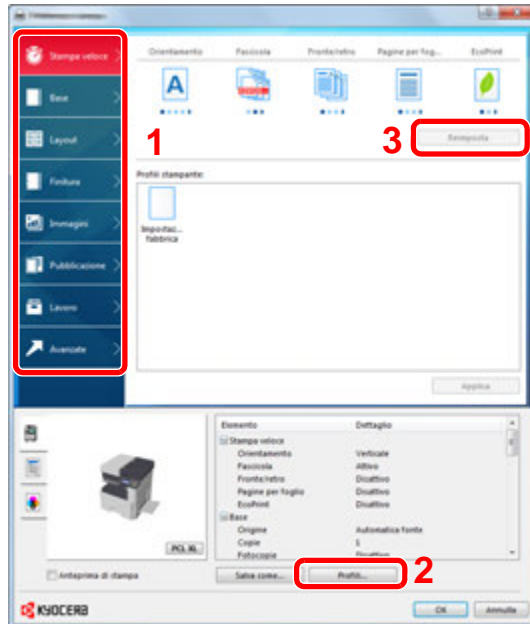 Stampa veloce
Orientamento Fascicola Fronte/retro Pagine per fog... EcoPrint
Base
Layout
1
3
Reimposta
Finitura
Profili stampante:
Impostaz...
fabbrica
Immagini
Pubblicazione
Lavoro
Avanzate
Applica
Elemento Dettaglio
Stampa veloce
Orientamento Verticale
Fascicola Attivo
Fronte/retro Disattivo
Pagine per foglio Disattivo
EcoPrint Disattivo
Base
Origine Automatica fonte
Copie 1
Fotocopie Disattivo
PCL XL
Anteprima di stampa
Salva come...
Profili...
2
KYOCERA
OK
Annulla